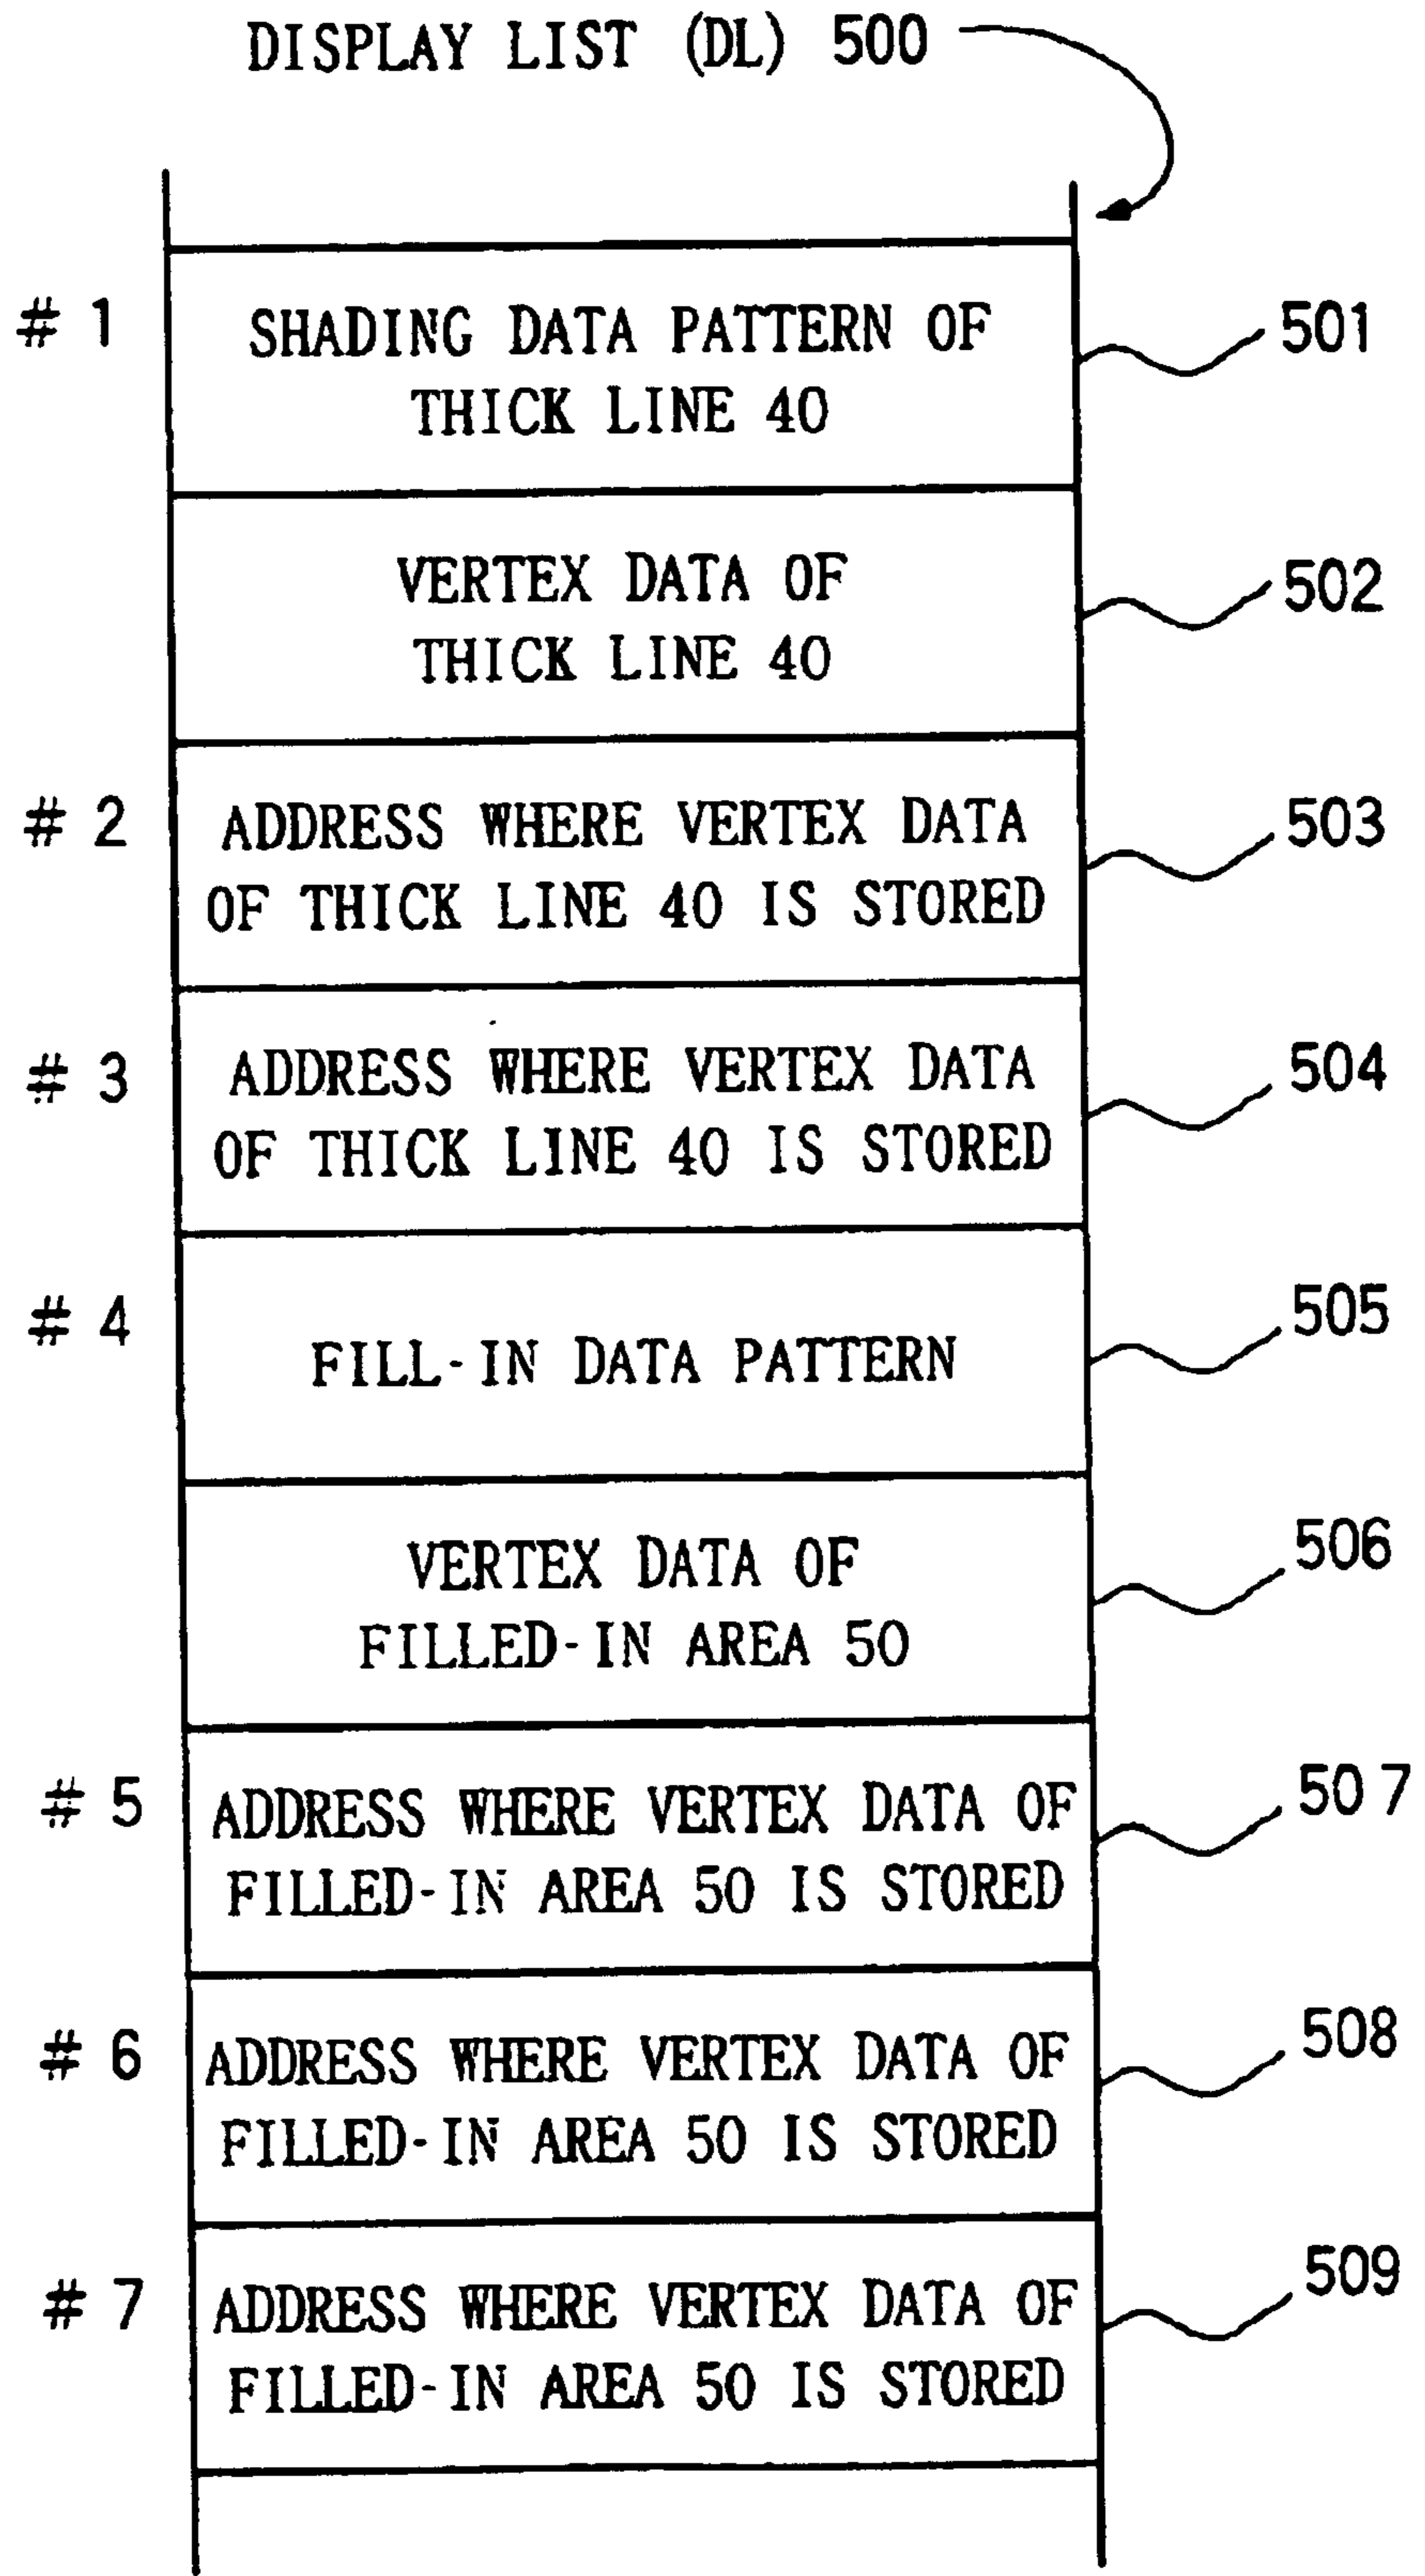 DISPLAY LIST (DL) 500
# 1
SHADING DATA PATTERN OF
THICK LINE 40
501
VERTEX DATA OF
THICK LINE 40
502
# 2
ADDRESS WHERE VERTEX DATA
OF THICK LINE 40 IS STORED
503
# 3
ADDRESS WHERE VERTEX DATA
OF THICK LINE 40 IS STORED
504
# 4
FILL-IN DATA PATTERN
505
VERTEX DATA OF
FILLED-IN AREA 50
506
# 5
ADDRESS WHERE VERTEX DATA OF
FILLED-IN AREA 50 IS STORED
507
# 6
ADDRESS WHERE VERTEX DATA OF
FILLED-IN AREA 50 IS STORED
508
# 7
ADDRESS WHERE VERTEX DATA OF
FILLED-IN AREA 50 IS STORED
509